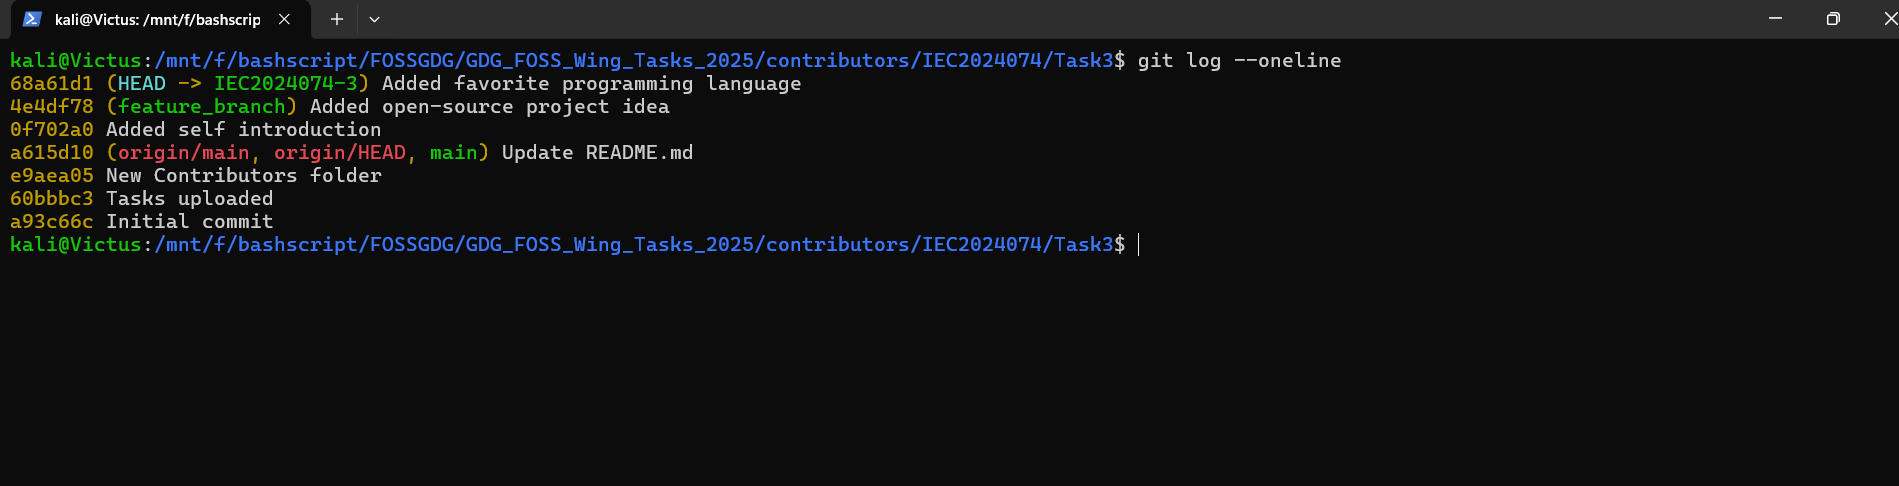 kali@Victus: /mnt/f/bashscrip
kali@Victus:/mnt/f/bashscript/FOSSGDG/GDG_FOSS_Wing_Tasks_2025/contributors/IEC2024074/Task3$ git log --oneline
68a61d1 (HEAD -> IEC2024074-3) Added favorite programming language
4e4df78 (feature_branch) Added open-source project idea
0f702a0 Added self introduction
a615d10 (origin/main, origin/HEAD, main) Update README.md
e9aea05 New Contributors folder
60bbbc3 Tasks uploaded
a93c66c Initial commit
kali@Victus:/mnt/f/bashscript/FOSSGDG/GDG_FOSS_Wing_Tasks_2025/contributors/IEC2024074/Task3$